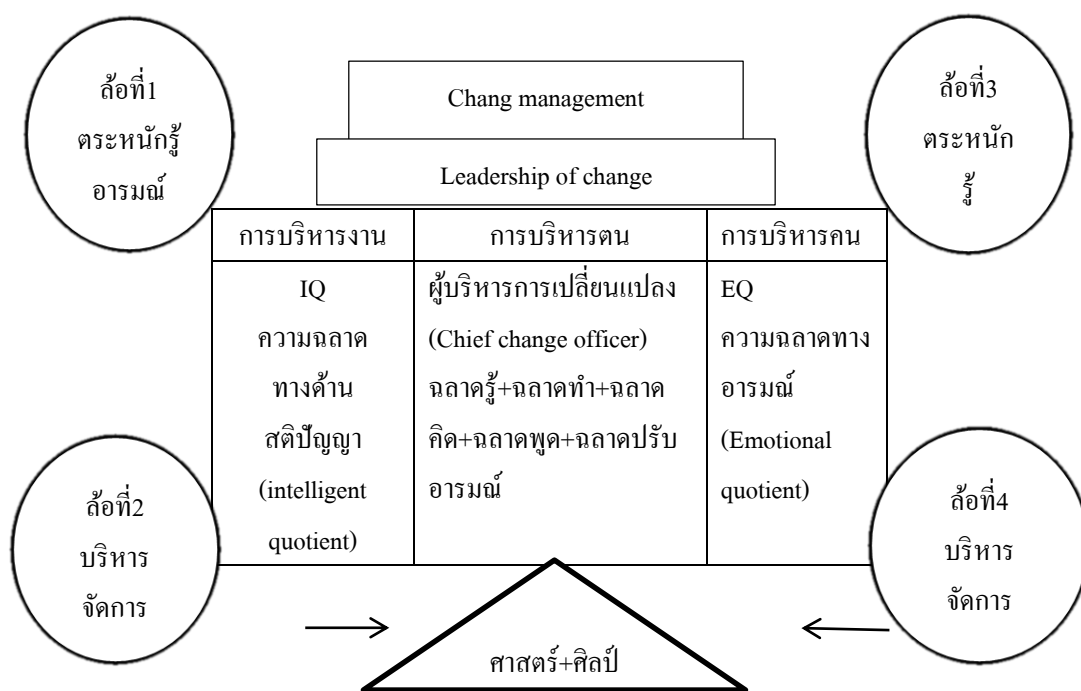 ล้อที่1
ตระหนักรู้
อารมณ์
Chang management
Leadership of change
ล้อที่3
ตระหนัก
รู้
การบริหารงาน
การบริหารตน
การบริหารคน
IQ
ความฉลาด
ทางด้าน
สติปัญญา
(intelligent
quotient)
ผู้บริหารการเปลี่ยนแปลง
(Chief change officer)
ฉลาดรู้+ฉลาดทำ+ฉลาด
คิด+ฉลาดพูด+ฉลาดปรับ
อารมณ์
EQ
ความฉลาดทาง
อารมณ์
(Emotional
quotient)
ล้อที่2
บริหาร
จัดการ
ล้อที่4
บริหาร
จัดการ
ศาสตร์+ศิลป์